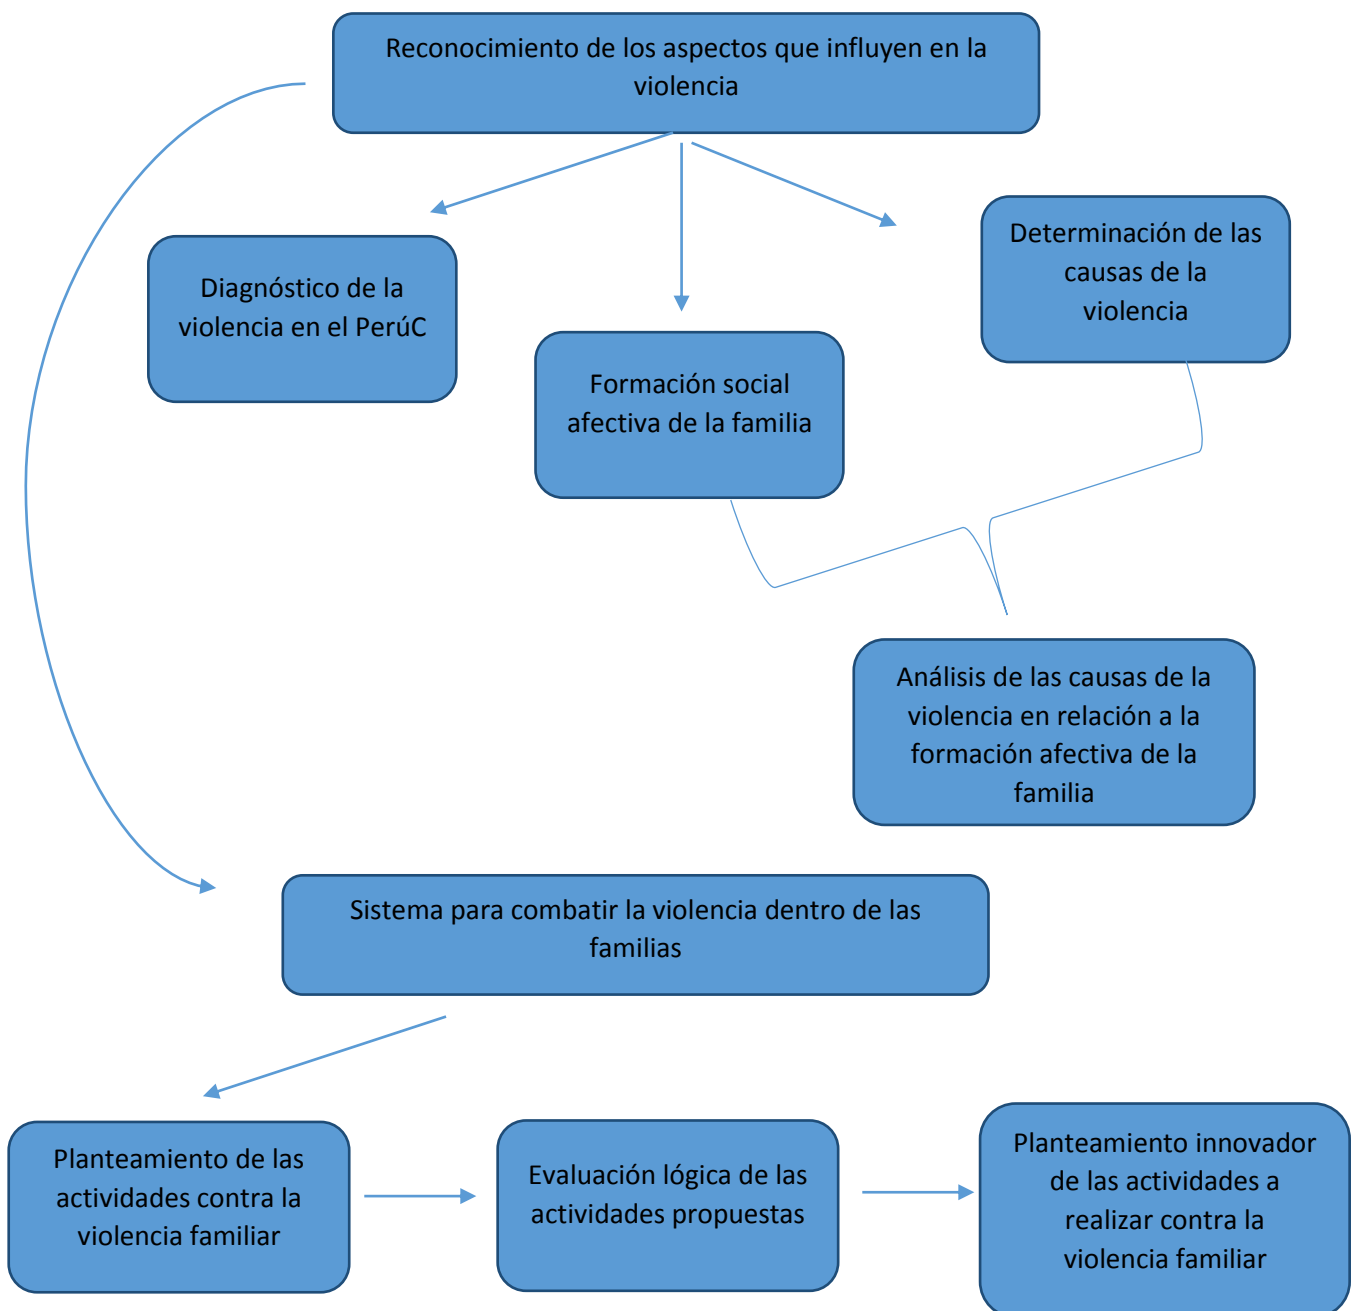 Reconocimiento de los aspectos que influyen en la
violencia
Diagnóstico de la
violencia en el PerúC
Formación social
afectiva de la familia
Determinación de las
causas de la
violencia
Análisis de las causas de la
violencia en relación a la
formación afectiva de la
familia
Sistema para combatir la violencia dentro de las
familias
Planteamiento de las
actividades contra la
violencia familiar
Evaluación lógica de las
actividades propuestas
Planteamiento innovador
de las actividades a
realizar contra la
violencia familiar